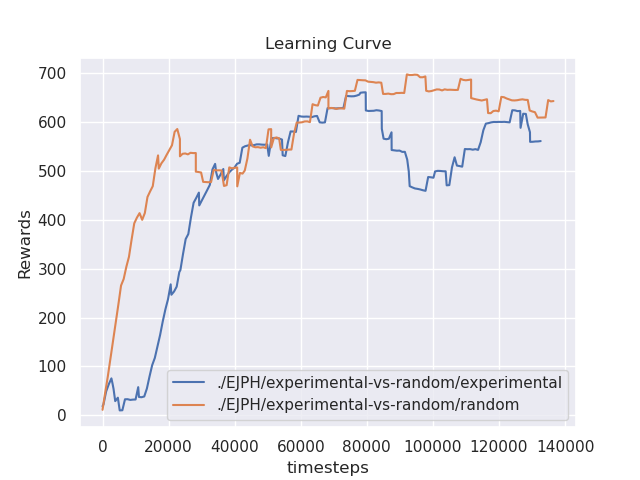 Learning Curve
Rewards
700
600
500
400
300
200
100
0
./EJPH/experimental-vs-random/experimental
./EJPH/experimental-vs-random/random
0 20000 40000 60000 80000 100000 120000 140000
timesteps